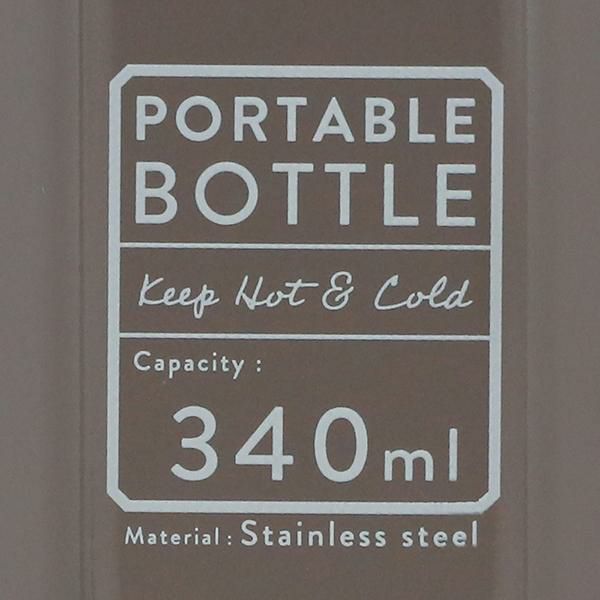 PORTABLE
BOTTLE
Keep Hot & Cold
Capacity :
340ml
Material : Stainless steel